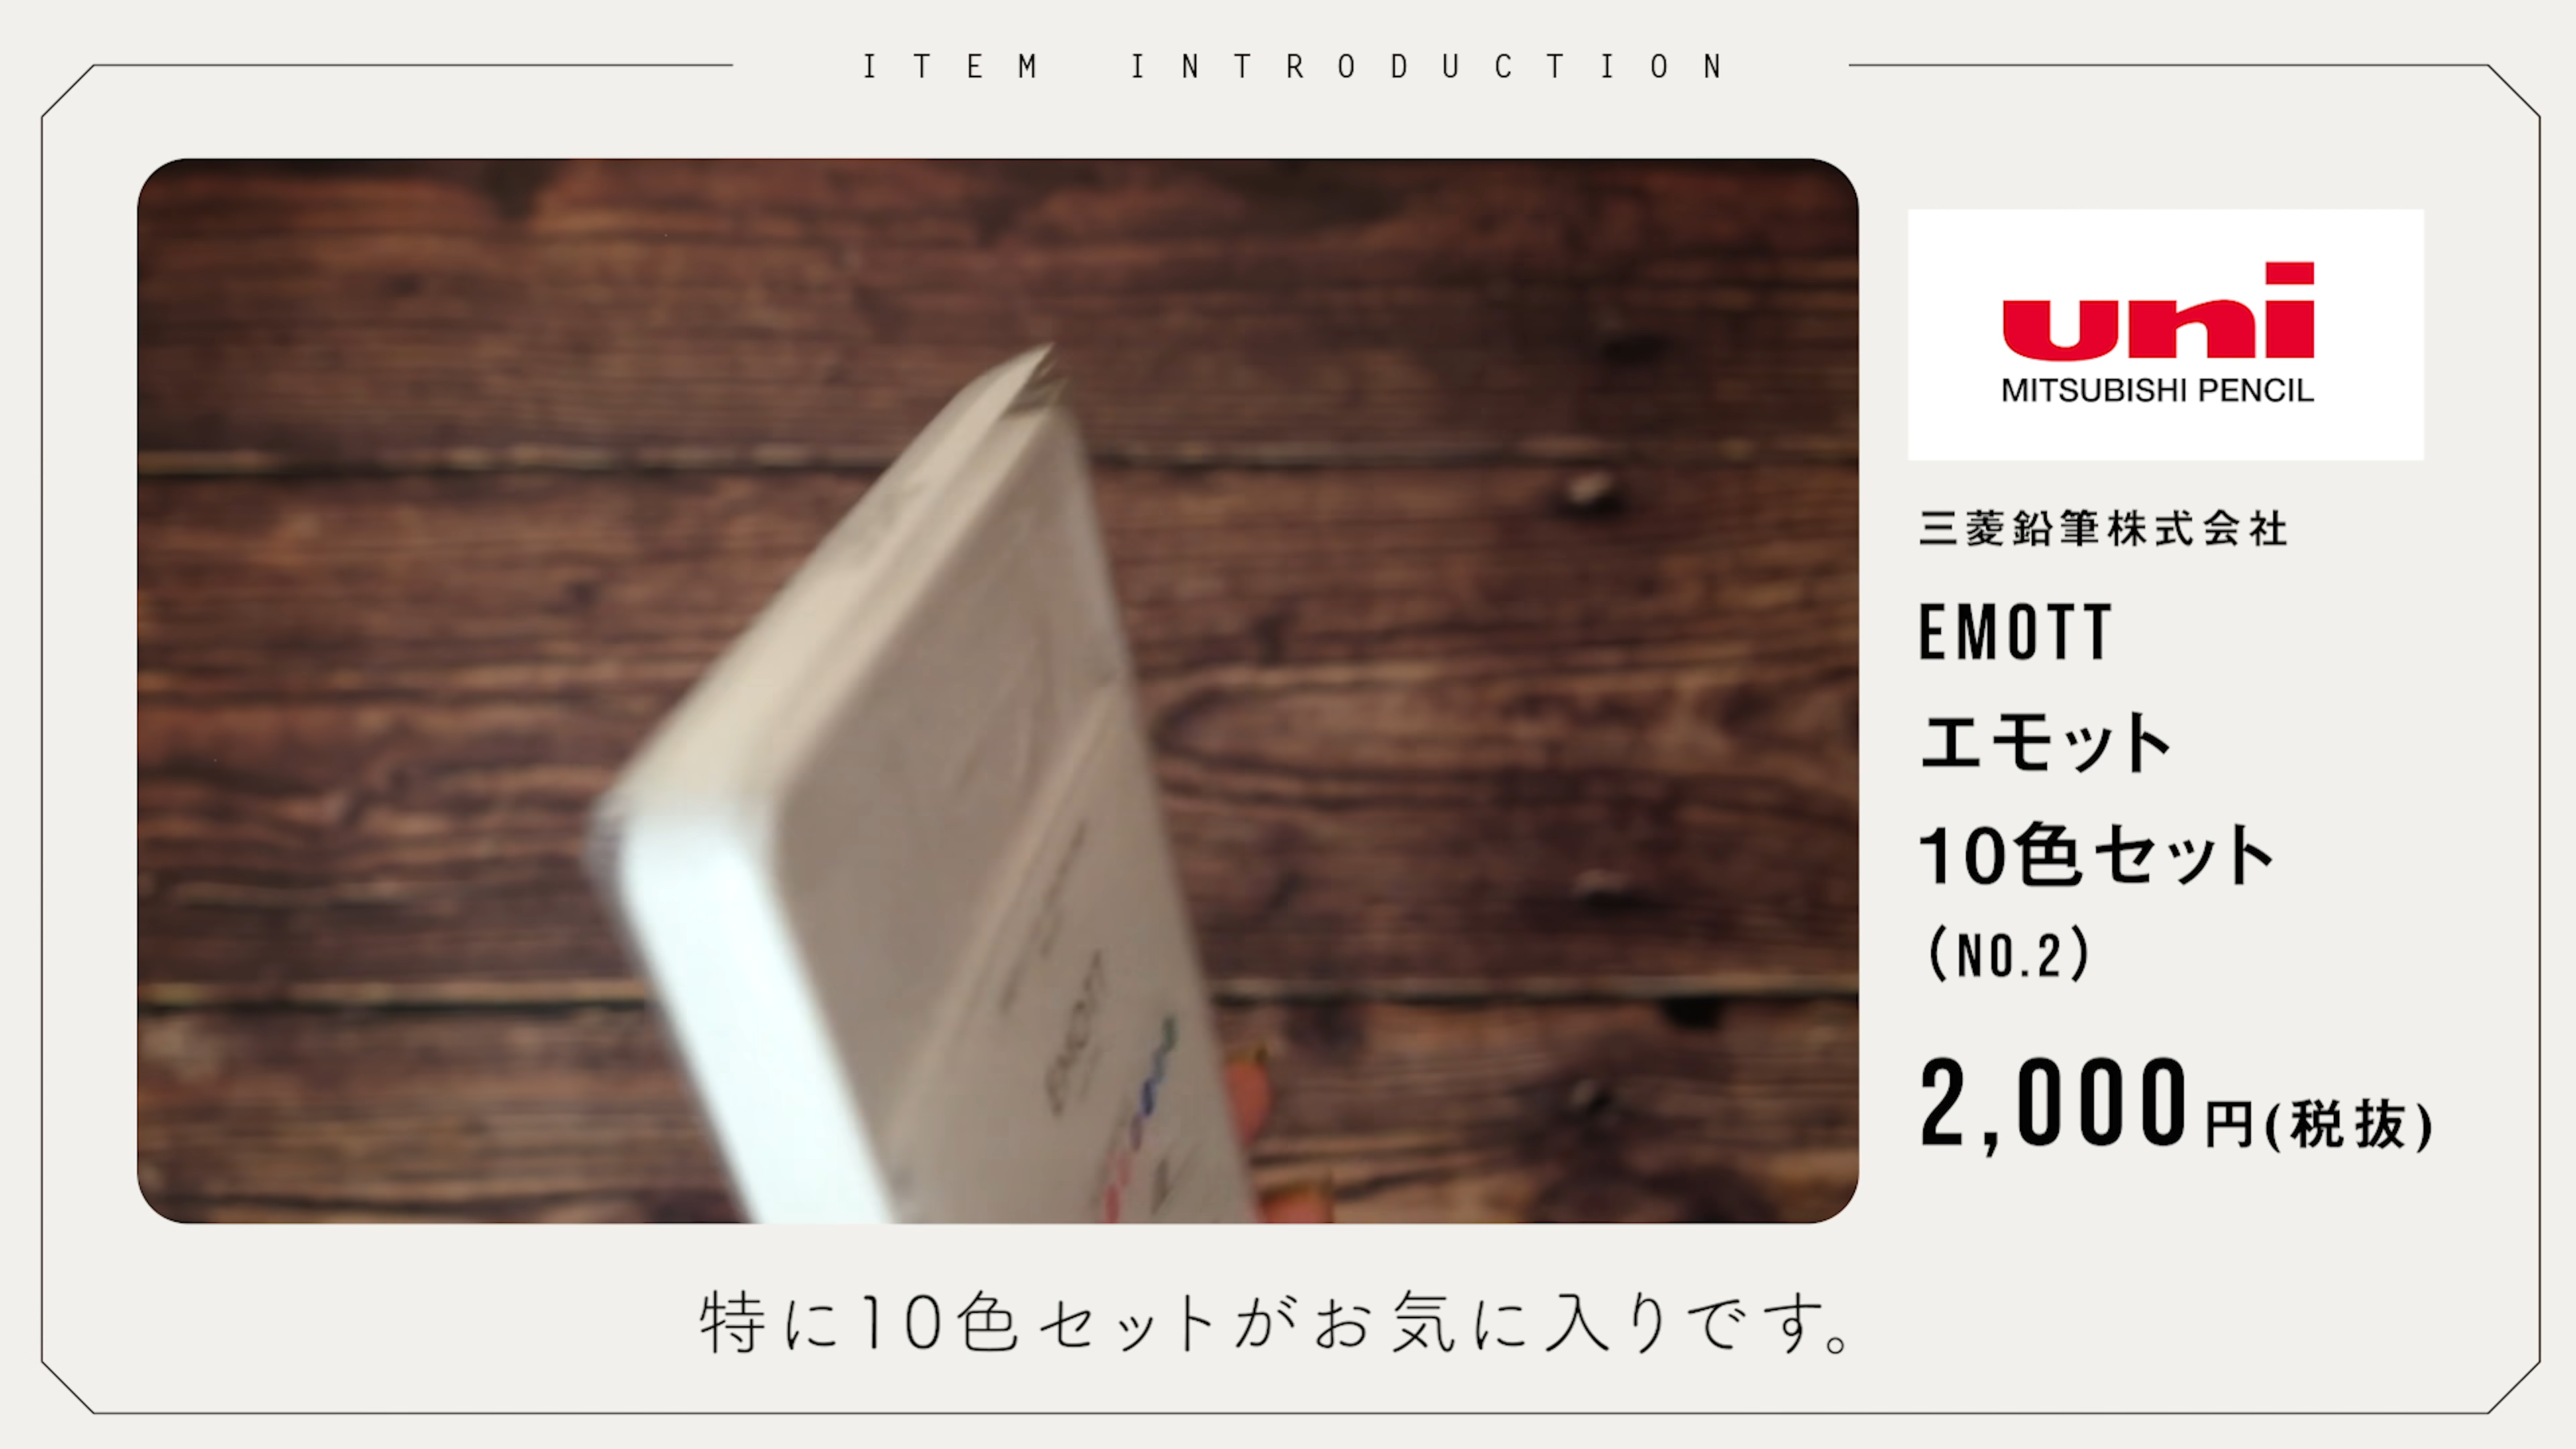 ITEM INTRODUCTION
uni
MITSUBISHI PENCIL
三菱鉛筆株式会社
EMOTT
エモット
10色セット
(NO.2)
2,000円(税抜)
EMOTT
特に10色セットがお気に入りです。